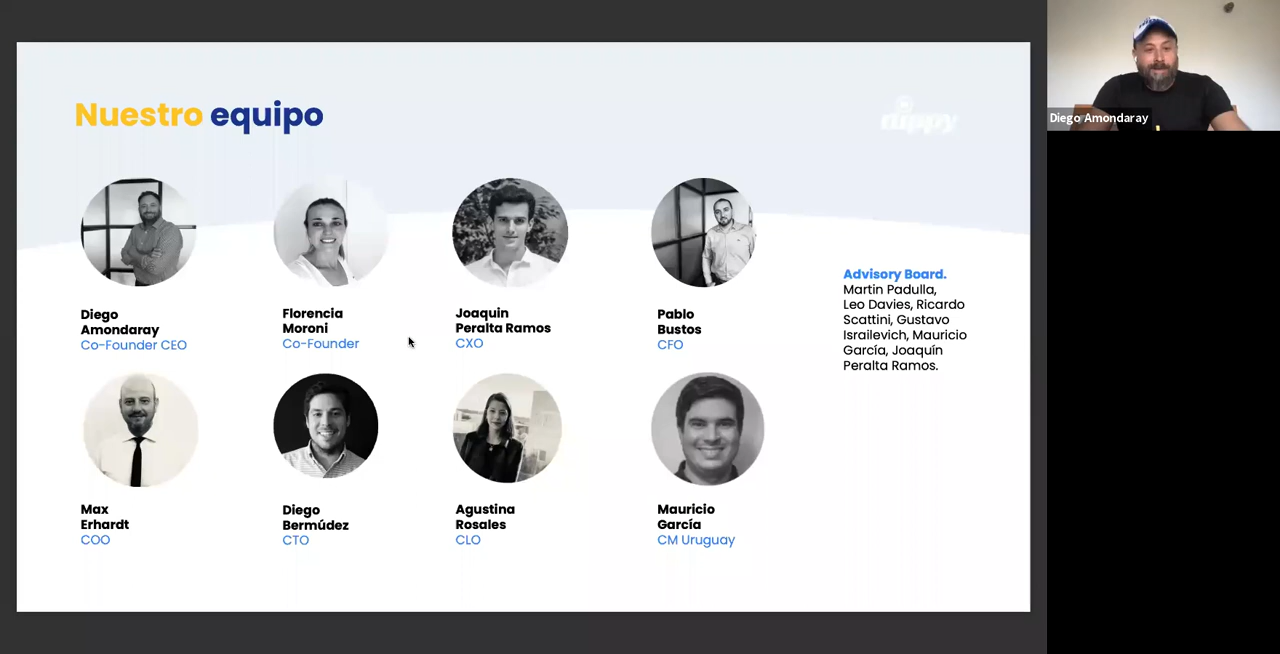 Nuestro equipo
Diego
Amondaray
Co-Founder CEO
Florencia
Moroni
Co-Founder
Joaquin
Peralta Ramos
CXO
Pablo
Bustos
CFO
Max
Erhardt
COO
Diego
Bermúdez
CTO
Agustina
Rosales
CLO
Mauricio
García
CM Uruguay
Advisory Board.
Martin Padulla,
Leo Davies, Ricardo
Scattini, Gustavo
Israilevich, Mauricio
García, Joaquín
Peralta Ramos.
Diego Amondaray